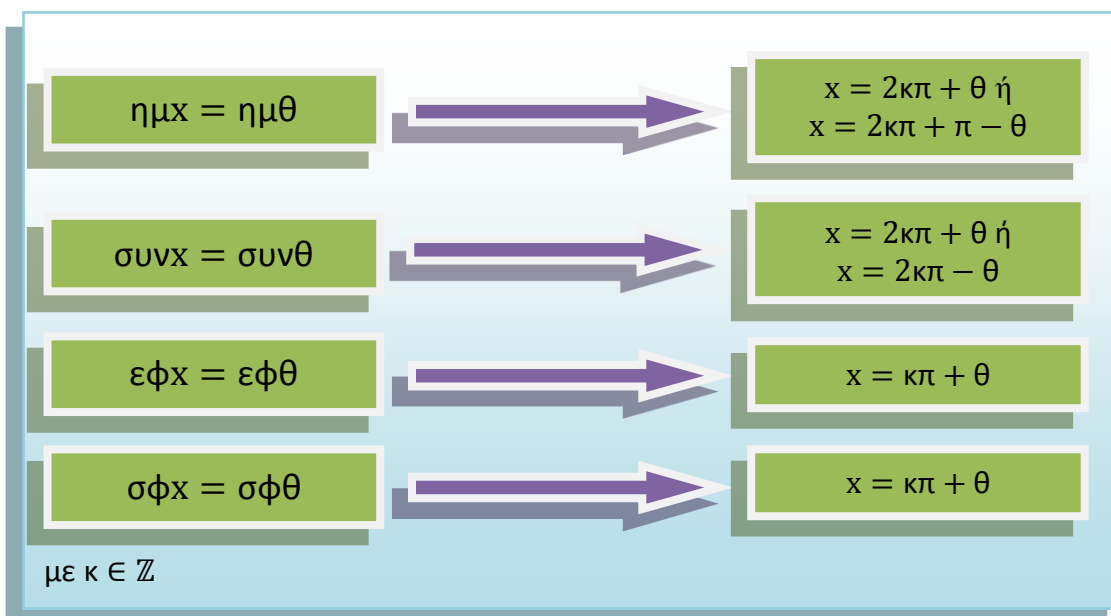 ημx = ημθ
x = 2κπ + θ ή
x = 2κπ + π − θ
συνx = συνθ
x = 2κπ + θ ή
x = 2κπ − θ
εφx = εφθ
x = κπ + θ
σφx = σφθ
x = κπ + θ
με κ ∈ ℤ